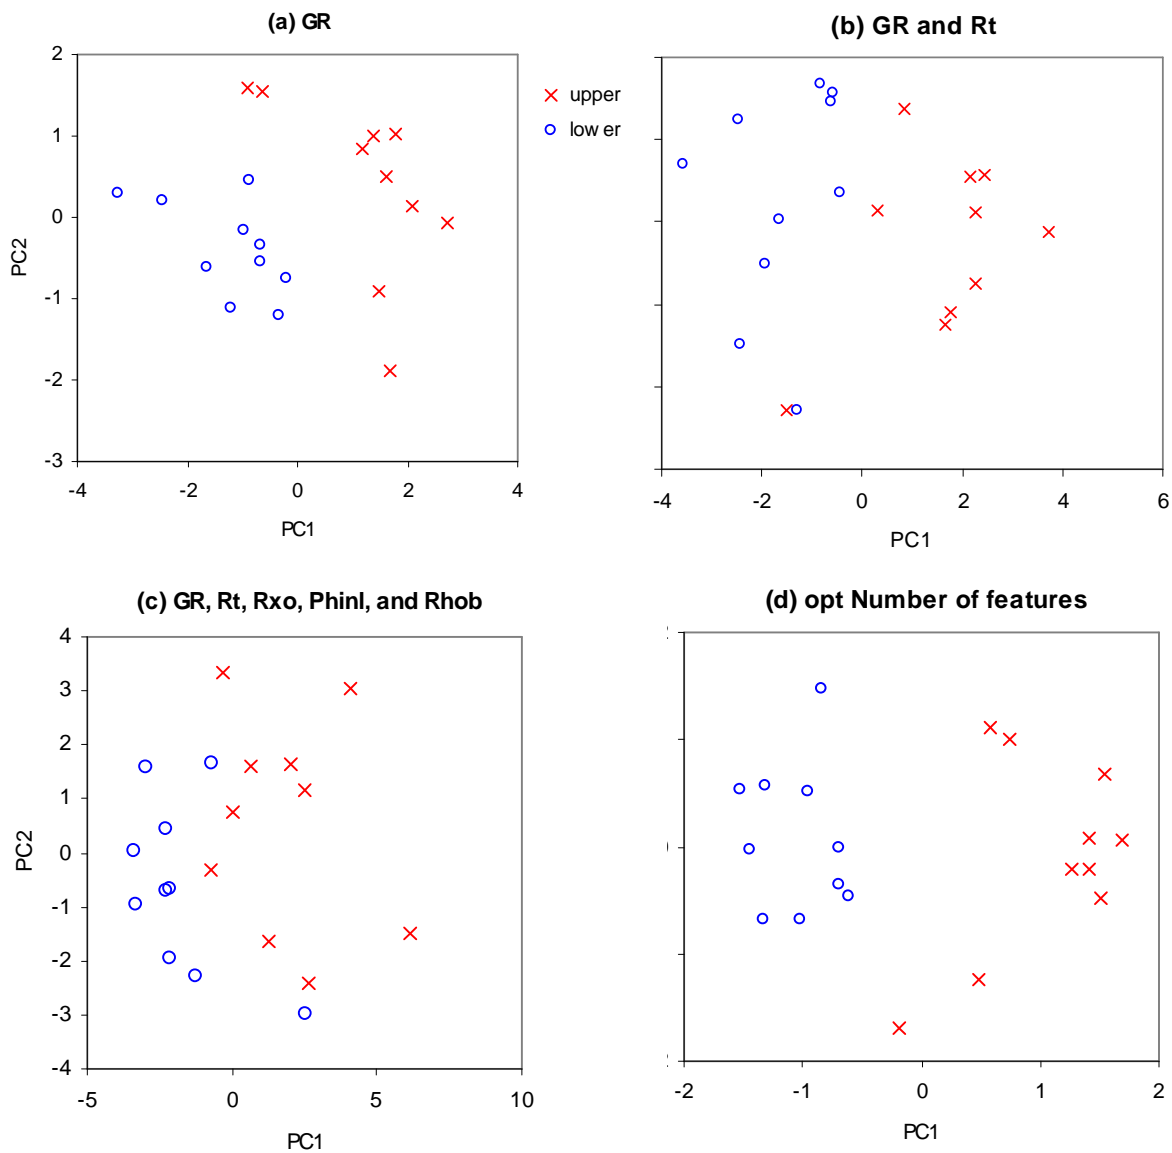 (a) GR
2
1
0
-1
-2
-3
PC2
-4
-2
0
2
4
PC1
upper
low er
(b) GR and Rt
-4
-2
0
2
4
6
PC1
(c) GR, Rt, Rxo, Phinl, and Rhob
4
3
2
1
0
-1
-2
-3
-4
PC2
-5
0
5
10
PC1
(d) opt Number of features
-2
-1
0
1
2
PC1